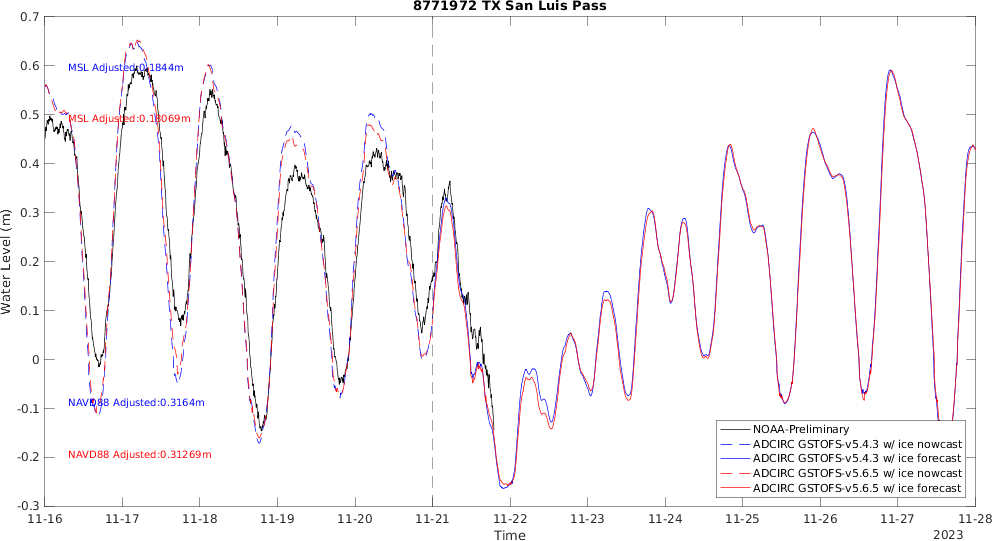 8771972 TX San Luis Pass
Water Level (m)
0.7
0.6
0.5
0.4
0.3
0.2
0.1
0
-0.1
-0.2
-0.3
MSL Adjusted:0.1844m
MSL Adjusted:0.18069m
NAVD88 Adjusted:0.3164m
NAVD88 Adjusted:0.31269m
NOAA-Preliminary
ADCIRC GSTOFS-v5.4.3 w/ ice nowcast
ADCIRC GSTOFS-v5.4.3 w/ ice forecast
ADCIRC GSTOFS-v5.6.5 w/ ice nowcast
ADCIRC GSTOFS-v5.6.5 w/ ice forecast
11-16 11-17 11-18 11-19 11-20 11-21 11-22 11-23 11-24 11-25 11-26 11-27 11-28
Time
2023